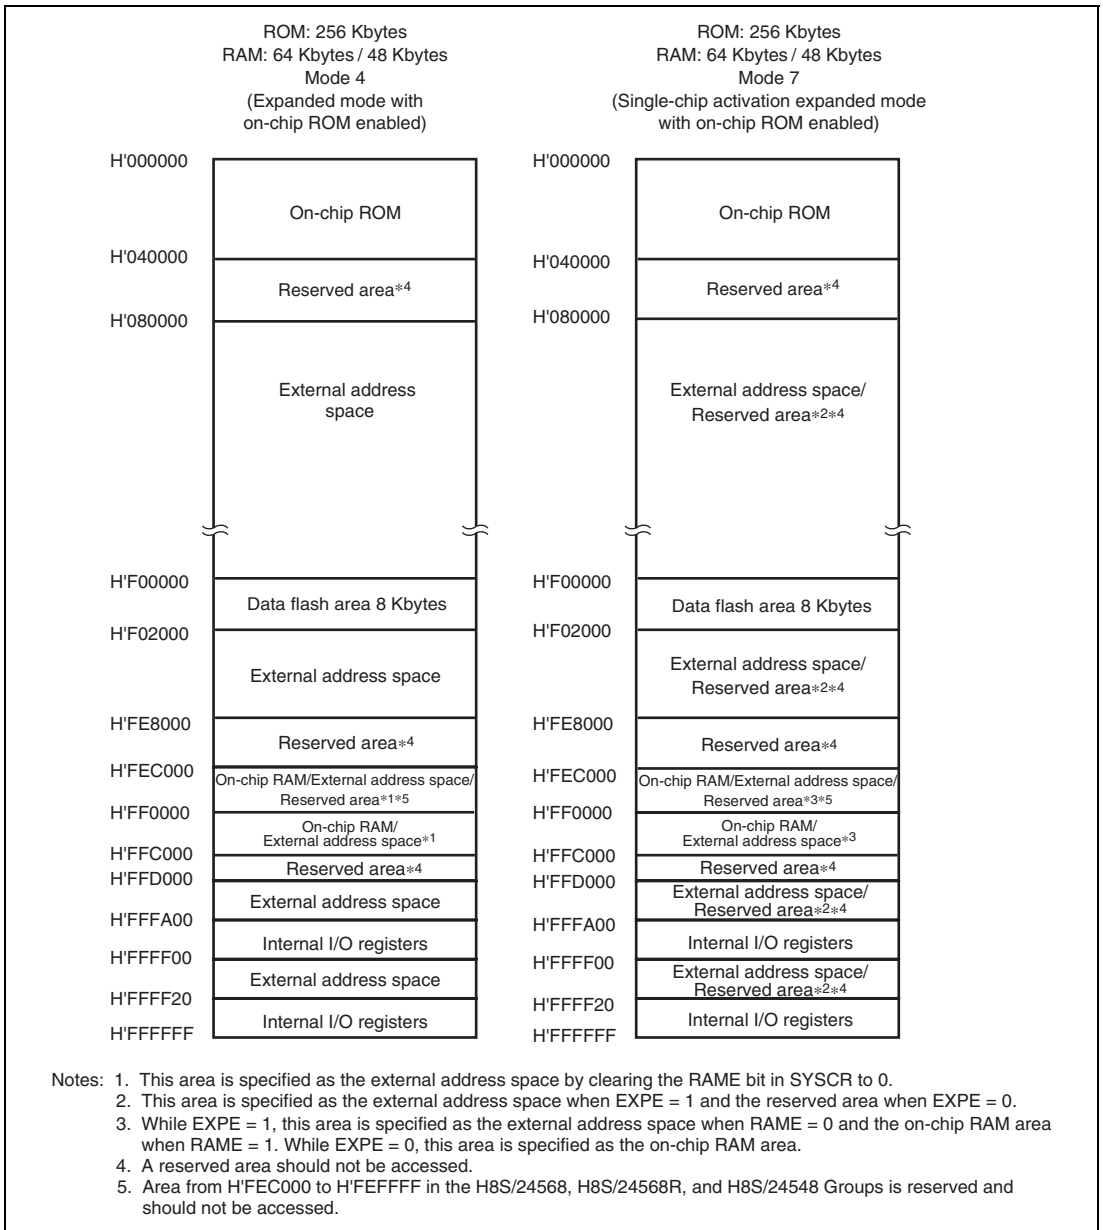 ROM: 256 Kbytes
RAM: 64 Kbytes / 48 Kbytes
Mode 4
(Expanded mode with
on-chip ROM enabled)
H'000000
On-chip ROM
H'040000
Reserved area*4
H'080000
External address
space
H'F00000
Data flash area 8 Kbytes
H'F02000
External address space
H'FE8000
Reserved area*4
H'FEC000
On-chip RAM/External address space/
Reserved area*1*5
H'FF0000
On-chip RAM/
External address space*1
H'FFC000
Reserved area*4
H'FFD000
External address space
H'FFFA00
Internal I/O registers
H'FFFF00
External address space
H'FFFF20
Internal I/O registers
H'FFFFFF
ROM: 256 Kbytes
RAM: 64 Kbytes / 48 Kbytes
Mode 7
(Single-chip activation expanded mode
with on-chip ROM enabled)
H'000000
On-chip ROM
H'040000
Reserved area*4
H'080000
External address space/
Reserved area*2*4
H'F00000
Data flash area 8 Kbytes
H'F02000
External address space/
Reserved area*2*4
H'FE8000
Reserved area*4
H'FEC000
On-chip RAM/External address space/
Reserved area*3*5
H'FF0000
On-chip RAM/
External address space*3
H'FFC000
Reserved area*4
H'FFD000
External address space/
Reserved area*2*4
H'FFFA00
Internal I/O registers
H'FFFF00
External address space/
Reserved area*2*4
H'FFFF20
Internal I/O registers
H'FFFFFF
Notes: 1. This area is specified as the external address space by clearing the RAME bit in SYSCR to 0.
2. This area is specified as the external address space when EXPE = 1 and the reserved area when EXPE = 0.
3. While EXPE = 1, this area is specified as the external address space when RAME = 0 and the on-chip RAM area
when RAME = 1. While EXPE = 0, this area is specified as the on-chip RAM area.
4. A reserved area should not be accessed.
5. Area from H'FEC000 to H'FEFFFF in the H8S/24568, H8S/24568R, and H8S/24548 Groups is reserved and
should not be accessed.